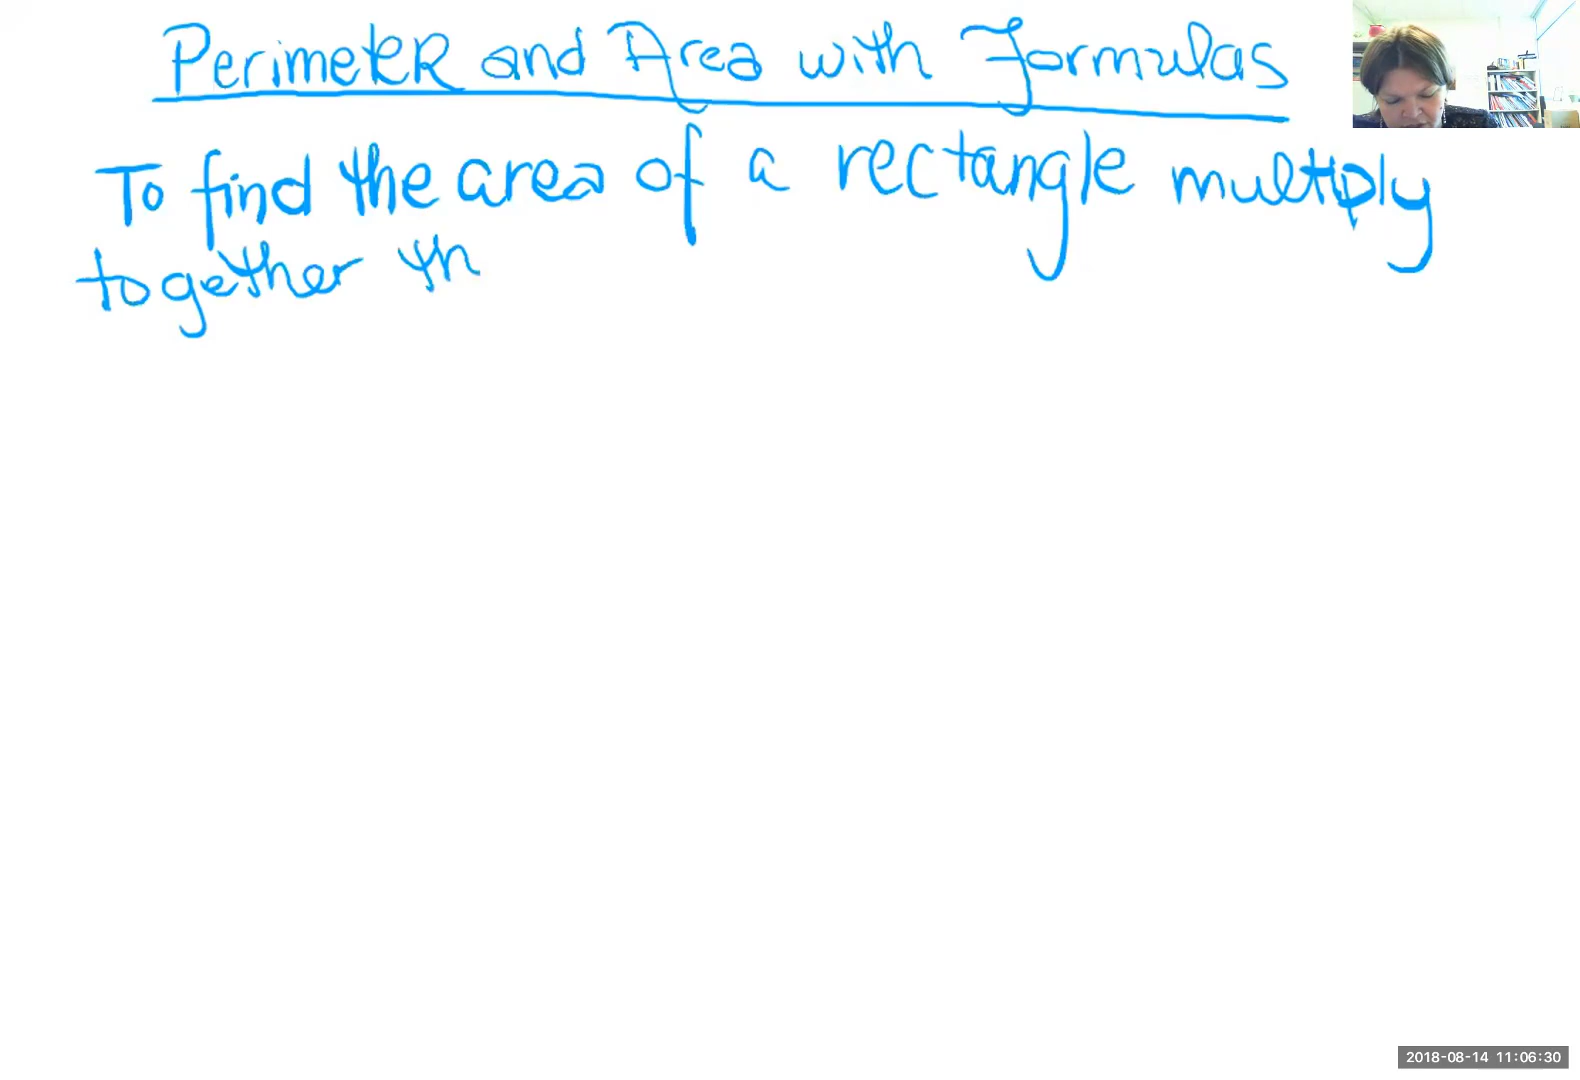 Perimeter and Area with Formulas
To find the area of a rectangle multiply
together th
2018-08-14 11:06:30